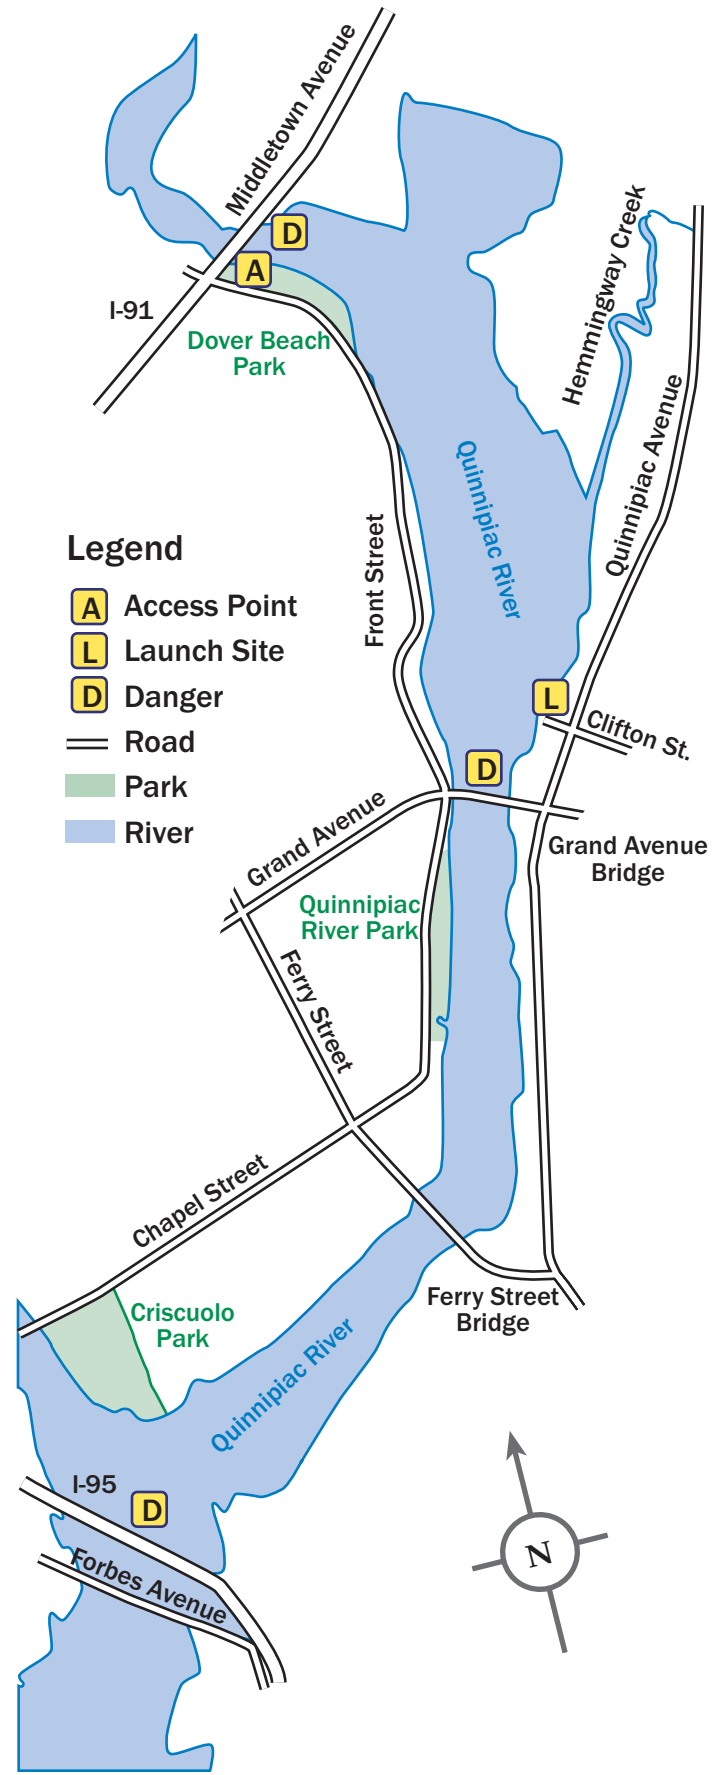 Middletown Avenue
D
A
I-91
Dover Beach
Park
Hemmingway Creek
Quinnipiac Avenue
Quinnipiac River
Front Street
Legend
A Access Point
L Launch Site
D Danger
Road
Park
River
L
Clifton St.
D
Grand Avenue
Grand Avenue
Bridge
Quinnipiac
River Park
Ferry Street
Chapel Street
Ferry Street
Bridge
Criscuolo
Park
Quinnipiac River
I-95
D
Forbes Avenue
N